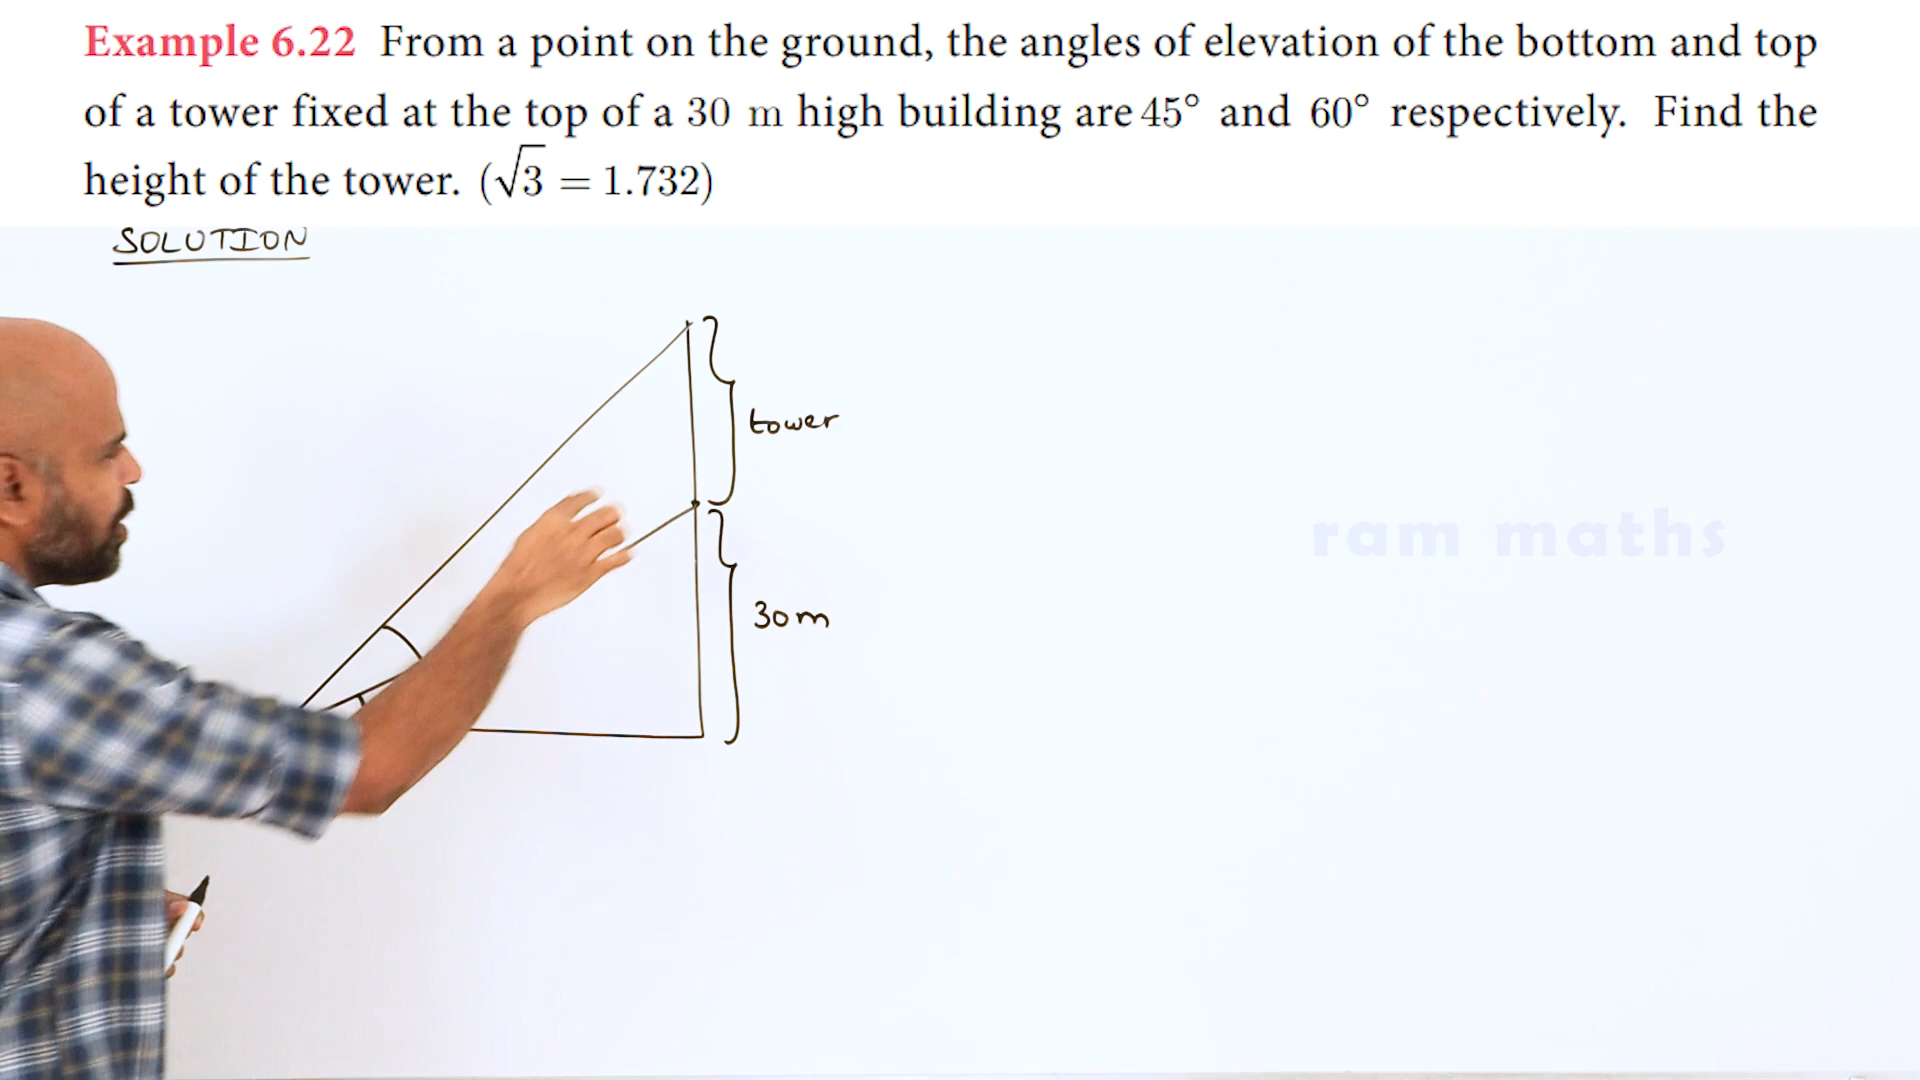 Example 6.22 From a point on the ground, the angles of elevation of the bottom and top
of a tower fixed at the top of a 30 m high building are 45° and 60° respectively. Find the
height of the tower. (√3 = 1.732)
SOLUTION
tower
ram maths
30m